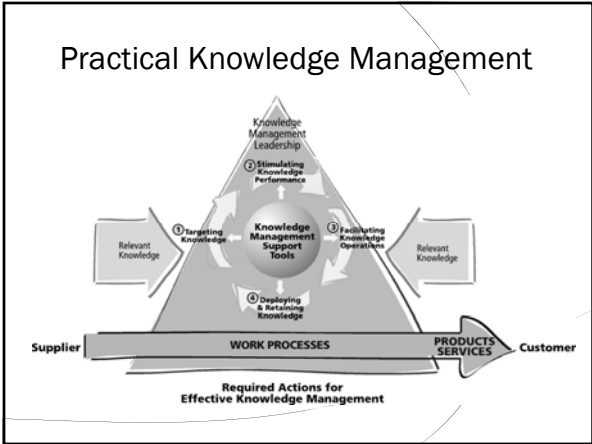 Practical Knowledge Management
Knowledge
Management
Leadership
② Stimulating
Knowledge
Performance
① Targeting
Knowledge
Knowledge
Management
Support
Tools
③ Facilitating
Knowledge
Operations
④ Deploying
& Retaining
Knowledge
Relevant
Knowledge
Relevant
Knowledge
Supplier
WORK PROCESSES
PRODUCTS
SERVICES
Customer
Required Actions for
Effective Knowledge Management